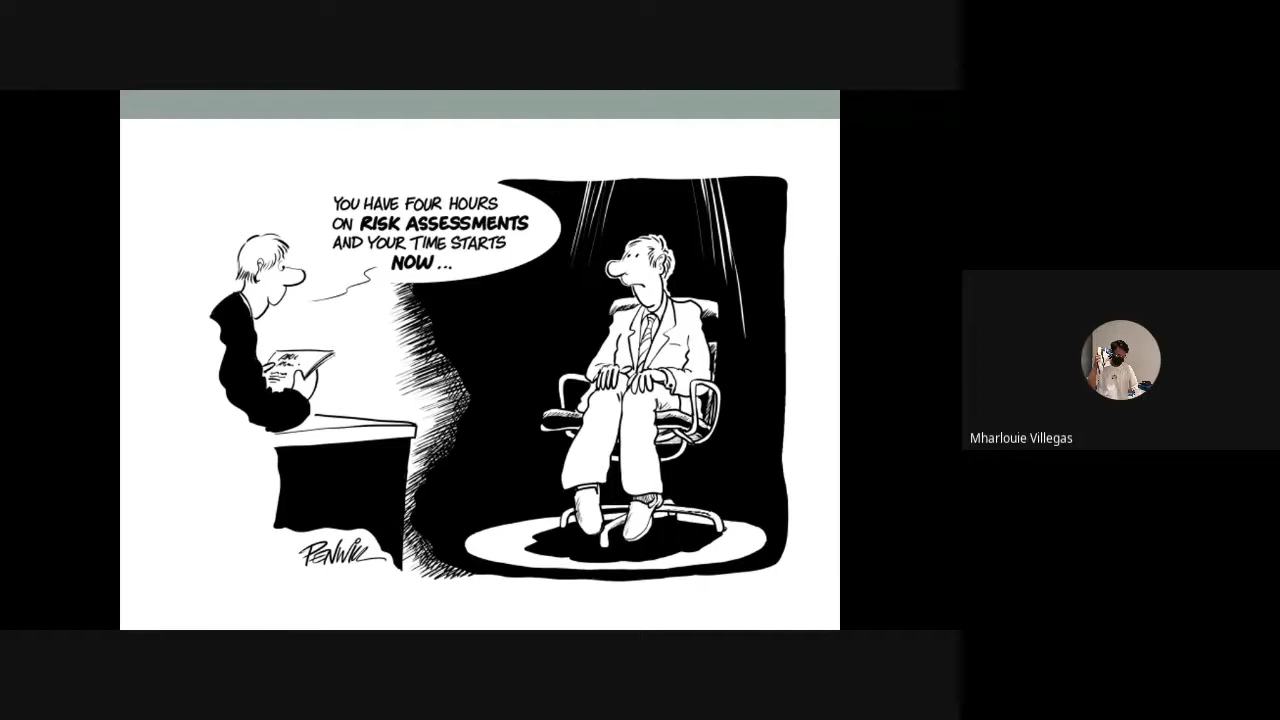 YOU HAVE FOUR HOURS
ON RISK ASSESSMENTS
AND YOUR TIME STARTS
NOW...
PENWILL
Mharlouie Villegas